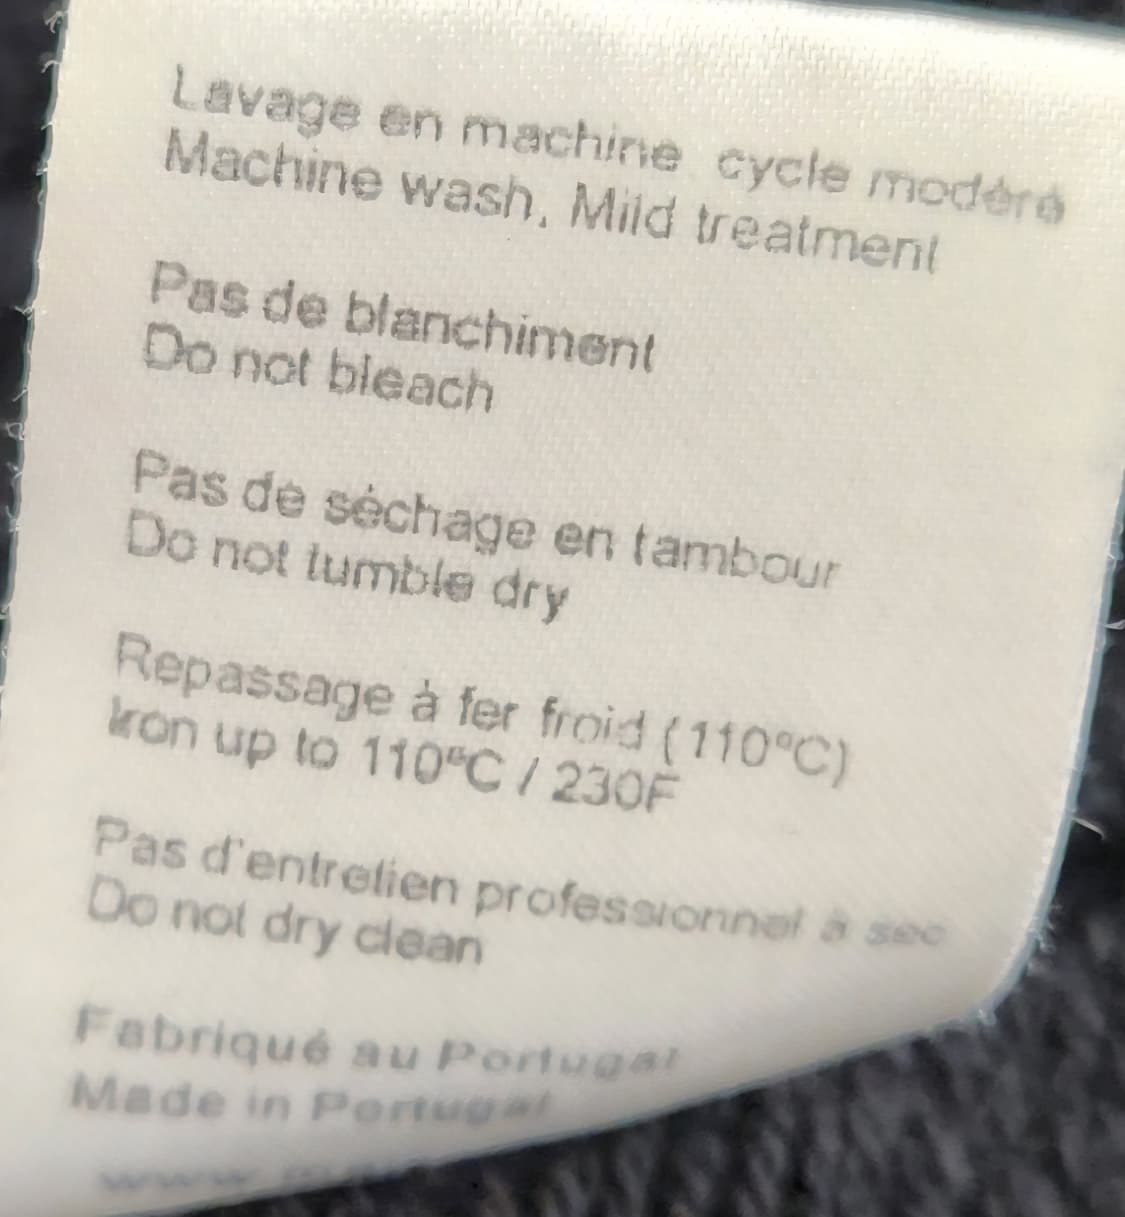 Lavage en machine cycle modéré
Machine wash, Mild treatment
Pas de blanchiment
Do not bleach
Pas de séchage en tambour
Do not tumble dry
Repassage à fer froid (110°C)
Iron up to 110°C / 230F
Pas d'entretien professionnel à sec
Do not dry clean
Fabriqué au Portugal
Made in Portugal